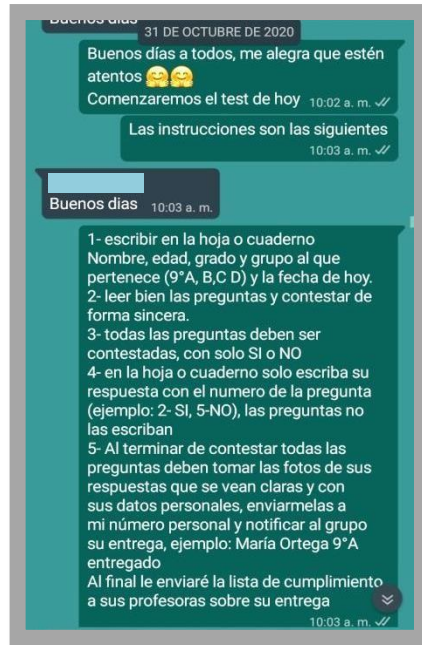 Buenos días
31 DE OCTUBRE DE 2020
Buenos días a todos, me alegra que estén
atentos 🤗🤗
Comenzaremos el test de hoy 10:02 a. m.
Las instrucciones son las siguientes
10:03 a. m.
Buenos dias 10:03 a. m.
1- escribir en la hoja o cuaderno
Nombre, edad, grado y grupo al que
pertenece (9°A, B,C D) y la fecha de hoy.
2- leer bien las preguntas y contestar de
forma sincera.
3- todas las preguntas deben ser
contestadas, con solo SI o NO
4- en la hoja o cuaderno solo escriba su
respuesta con el numero de la pregunta
(ejemplo: 2- SI, 5-NO), las preguntas no
las escriban
5- Al terminar de contestar todas las
preguntas deben tomar las fotos de sus
respuestas que se vean claras y con
sus datos personales, enviarmelas a
mi número personal y notificar al grupo
su entrega, ejemplo: María Ortega 9°A
entregado
Al final le enviaré la lista de cumplimiento
a sus profesoras sobre su entrega
10:03 a. m.